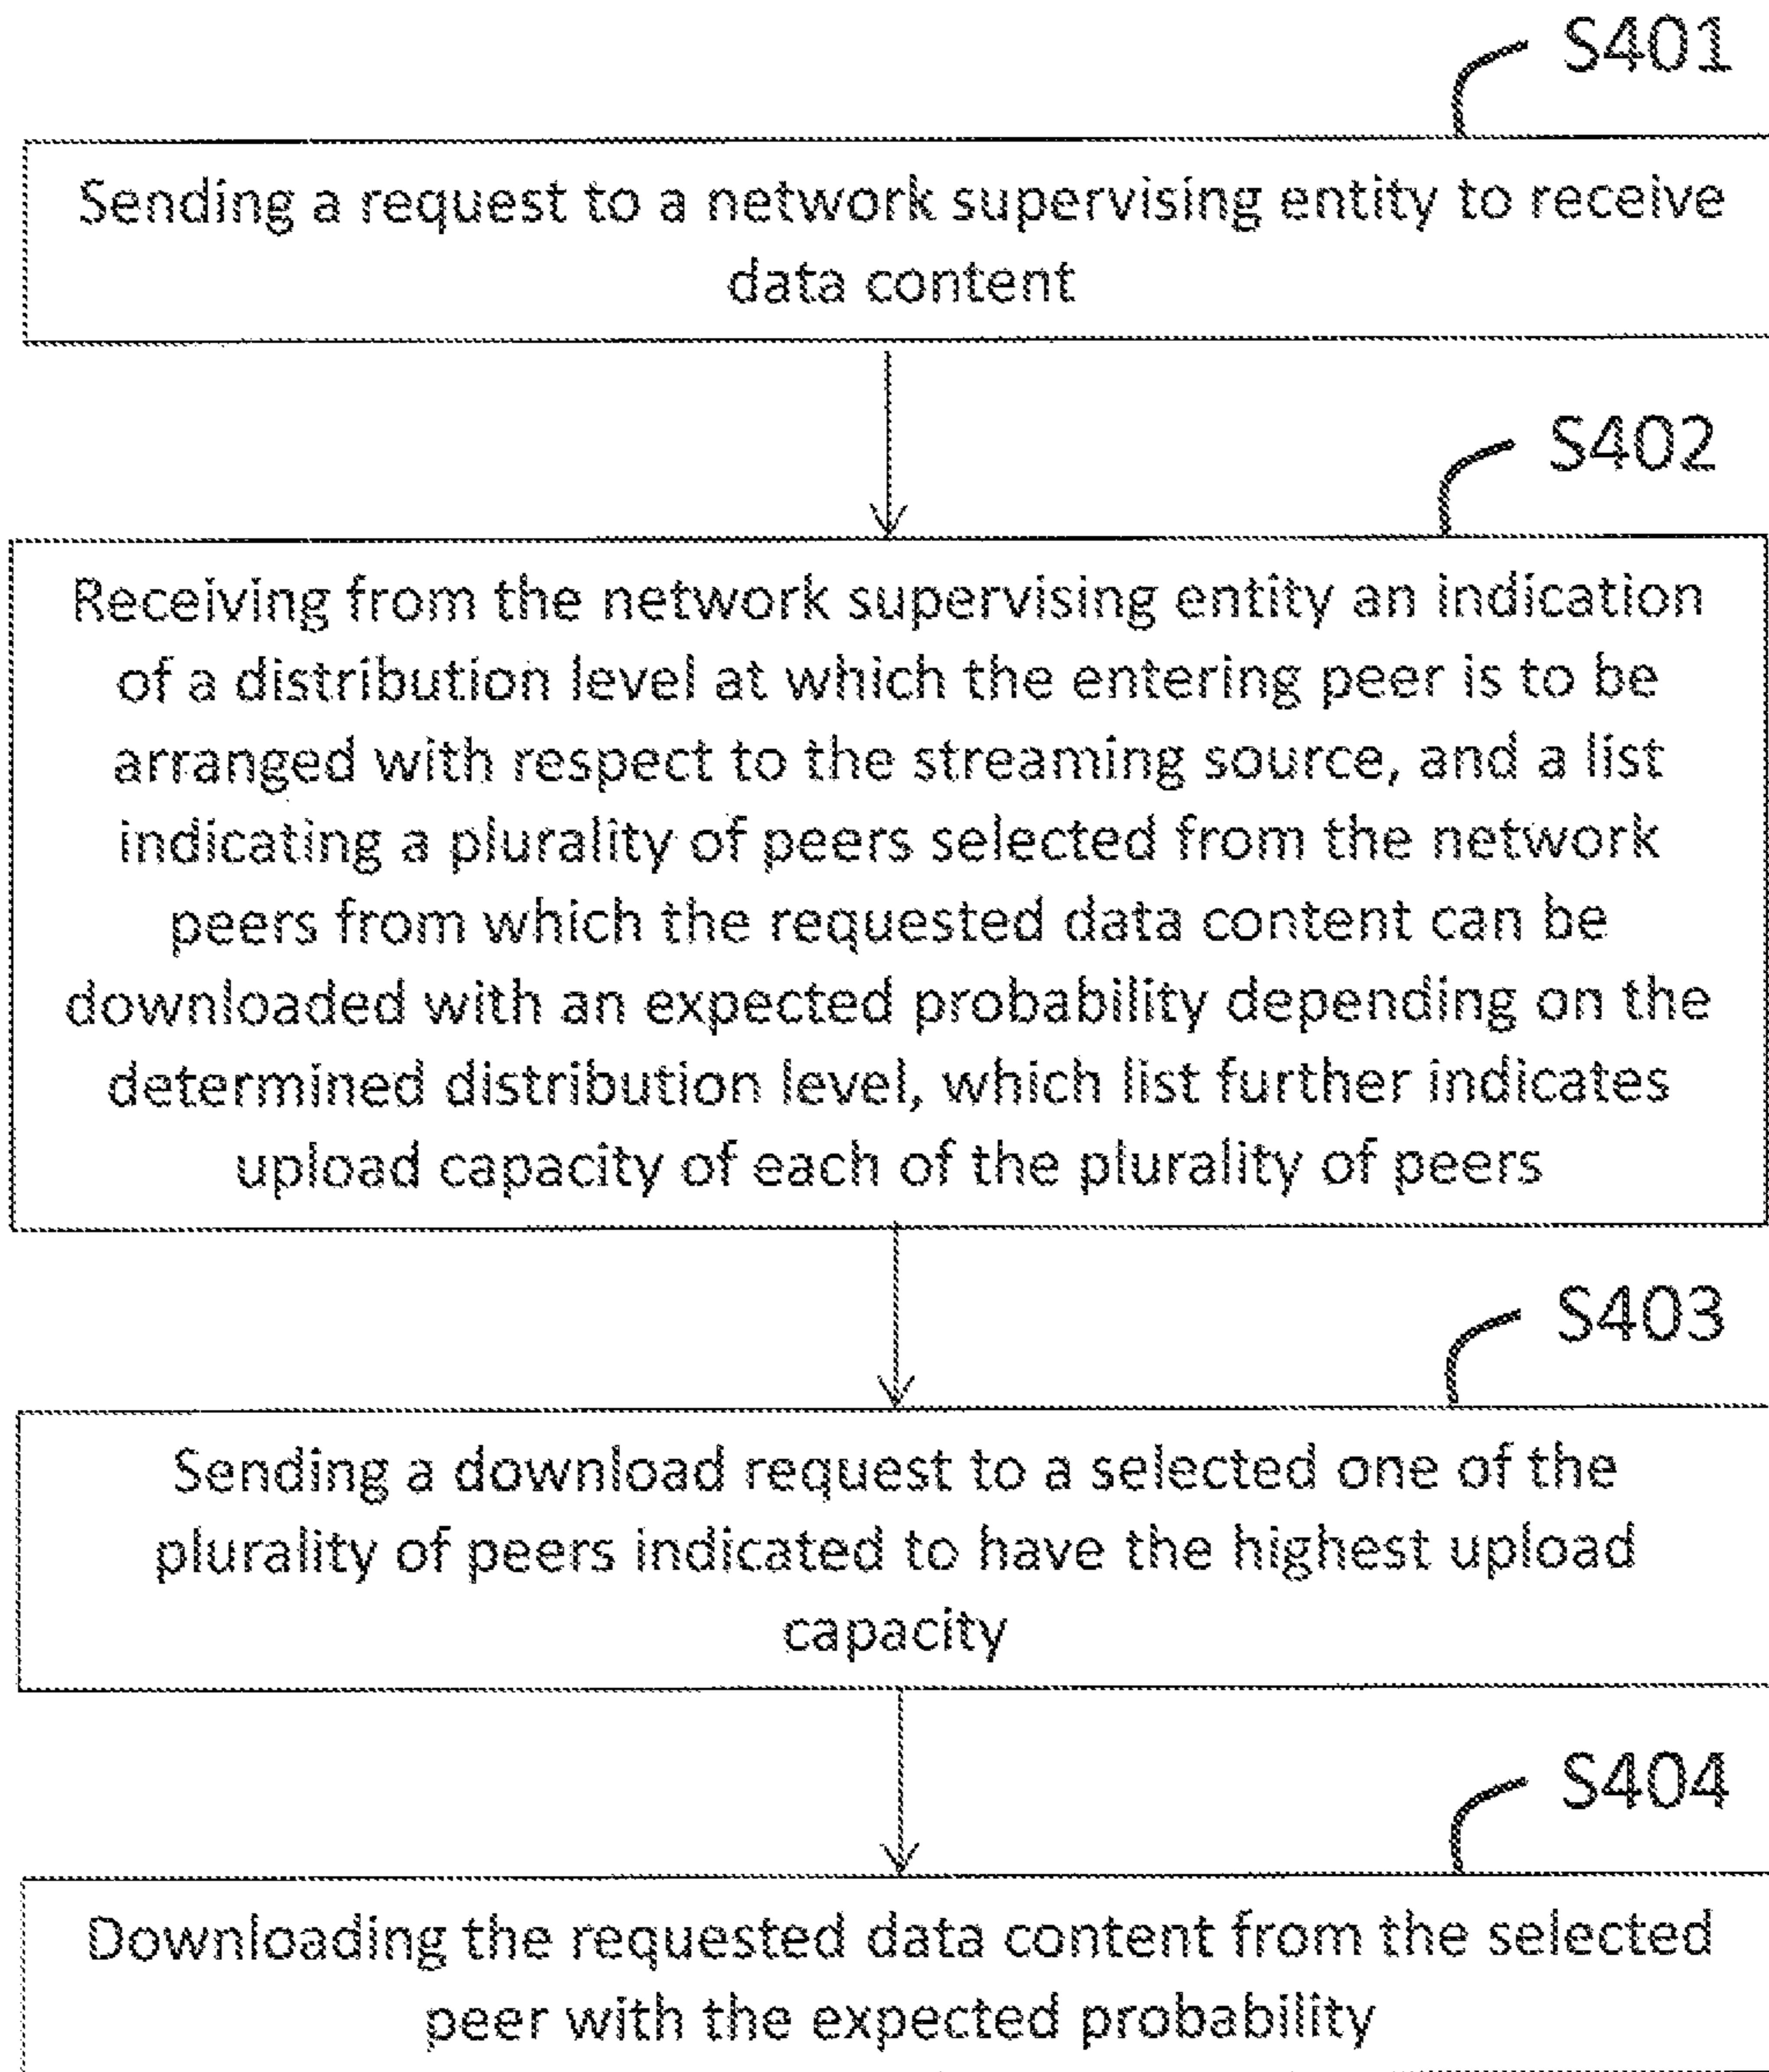 S401
Sending a request to a network supervising entity to receive
data content
S402
Receiving from the network supervising entity an indication
of a distribution level at which the entering peer is to be
arranged with respect to the streaming source, and a list
indicating a plurality of peers selected from the network
peers from which the requested data content can be
downloaded with an expected probability depending on the
determined distribution level, which list further indicates
upload capacity of each of the plurality of peers
S403
Sending a download request to a selected one of the
plurality of peers indicated to have the highest upload
capacity
S404
Downloading the requested data content from the selected
peer with the expected probability